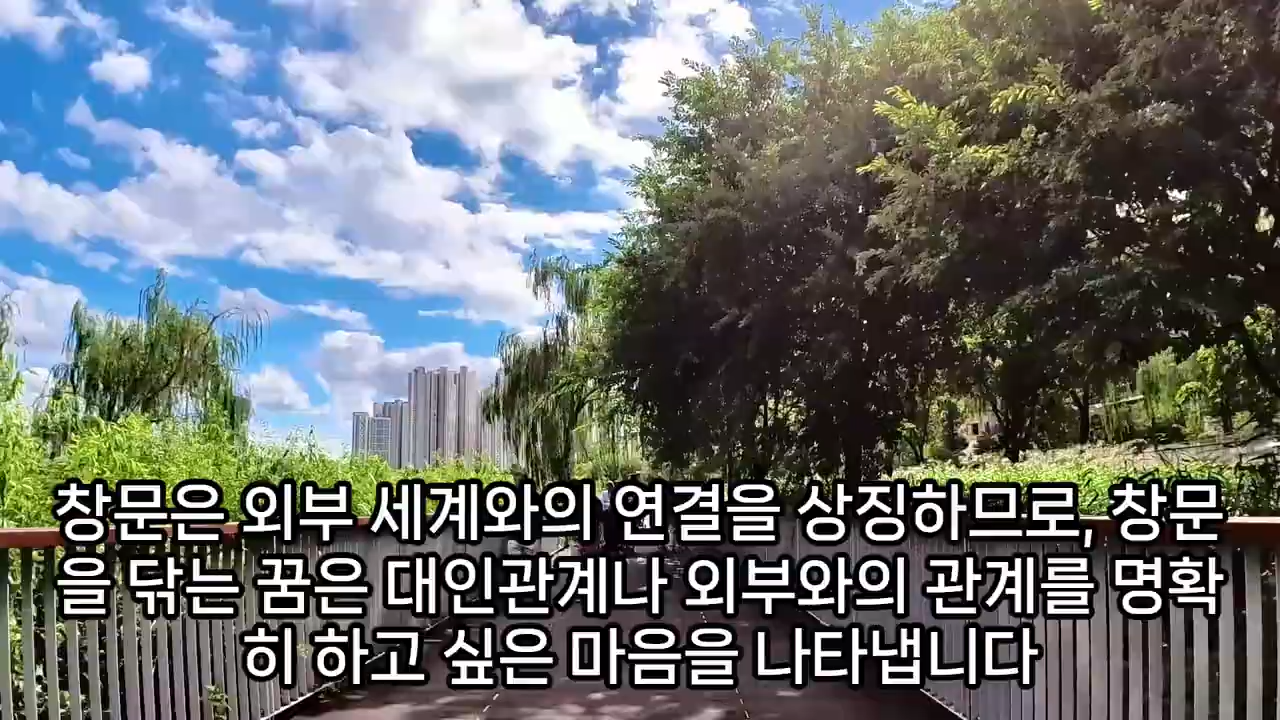 창문은 외부 세계와의 연결을 상징하므로, 창문
을 닦는 꿈은 대인관계나 외부와의 관계를 명확
히 하고 싶은 마음을 나타냅니다